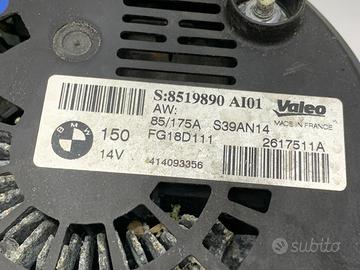 S:8519890 AI01
Valeo
AW:
MADE IN FRANCE
85/175A S39AN14
BMW
150
FG18D111
2617511A
14V
414093356
subito